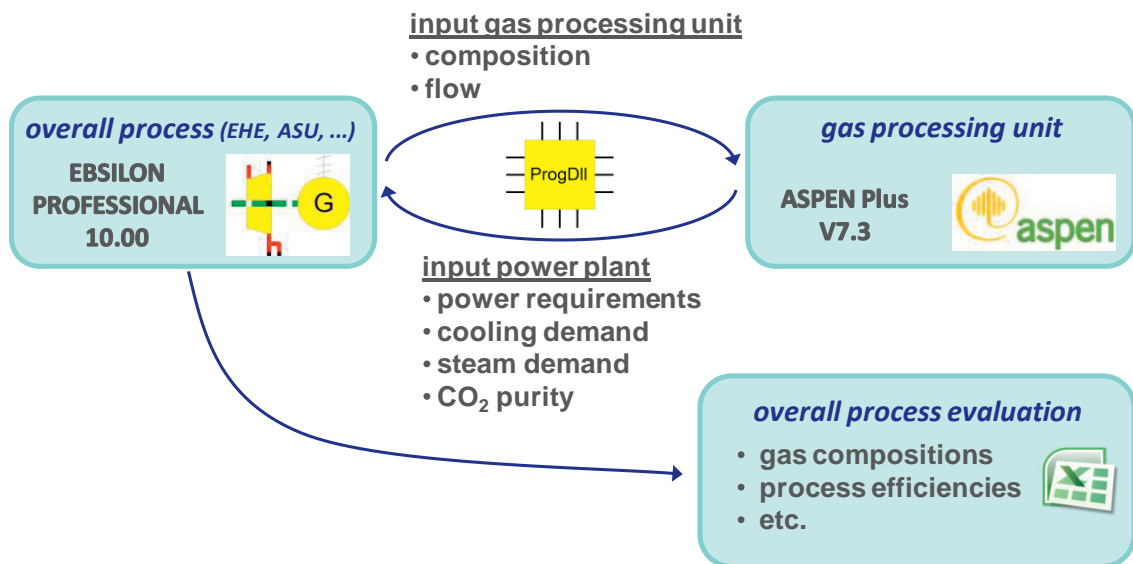 input gas processing unit
• composition
• flow
overall process (EHE, ASU, ...)
EBSILON
PROFESSIONAL
10.00
G
ProgDll
gas processing unit
ASPEN Plus
V7.3
aspen
input power plant
• power requirements
• cooling demand
• steam demand
• CO₂ purity
overall process evaluation
• gas compositions
• process efficiencies
• etc.
X